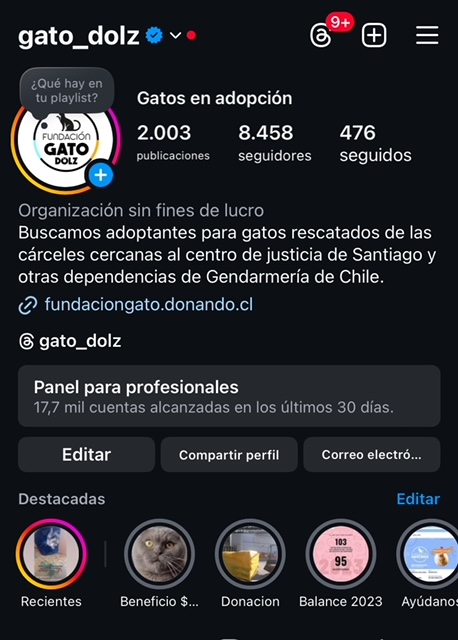 gato_dolz
9+
¿Qué hay en
tu playlist?
FUNDACIÓN
GATO
DOLZ
Gatos en adopción
2.003
publicaciones
8.458
seguidores
476
seguidos
Organización sin fines de lucro
Buscamos adoptantes para gatos rescatados de las
cárceles cercanas al centro de justicia de Santiago y
otras dependencias de Gendarmería de Chile.
fundaciongato.donando.cl
gato_dolz
Panel para profesionales
17,7 mil cuentas alcanzadas en los últimos 30 días.
Editar
Compartir perfil
Correo electró...
Destacadas
Editar
103
95
Recientes
Beneficio $...
Donacion
Balance 2023
Ayúdanos